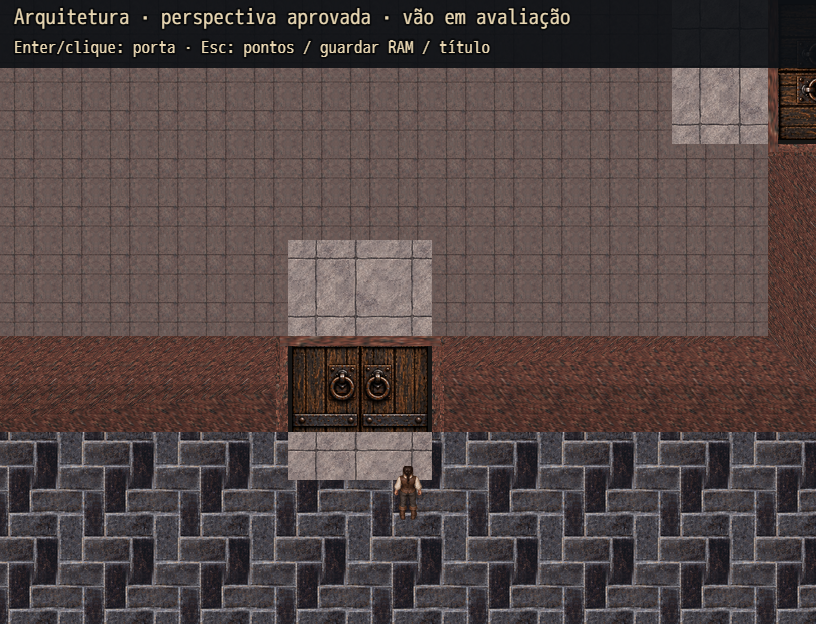 Arquitetura · perspectiva aprovada · vão em avaliação
Enter/clique: porta · Esc: pontos / guardar RAM / título